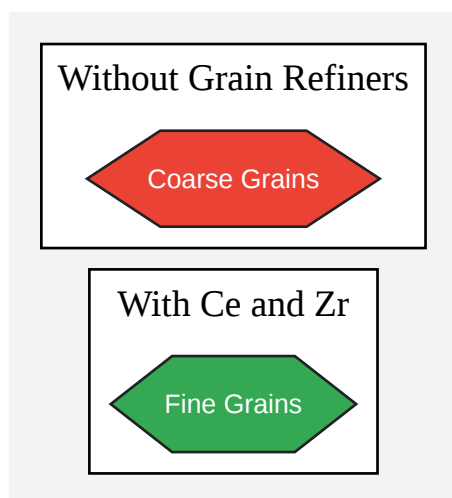 Without Grain Refiners
Coarse Grains
With Ce and Zr
Fine Grains